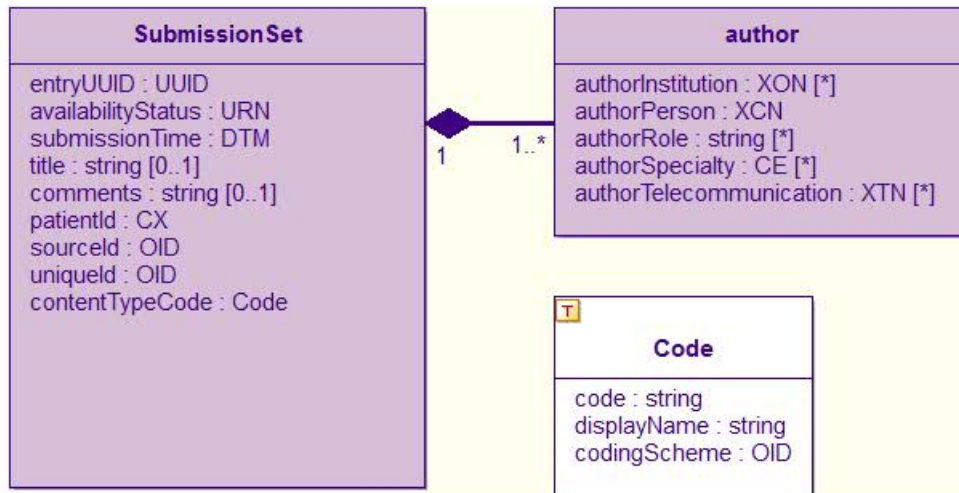 SubmissionSet
entryUUID : UUID
availabilityStatus : URN
submissionTime : DTM
title : string [0..1]
comments : string [0..1]
patientId : CX
sourceId : OID
uniqueId : OID
contentTypeCode : Code
1
1..*
author
authorInstitution : XON [*]
authorPerson : XCN
authorRole : string [*]
authorSpecialty : CE [*]
authorTelecommunication : XTN [*]
T
Code
code : string
displayName : string
codingScheme : OID